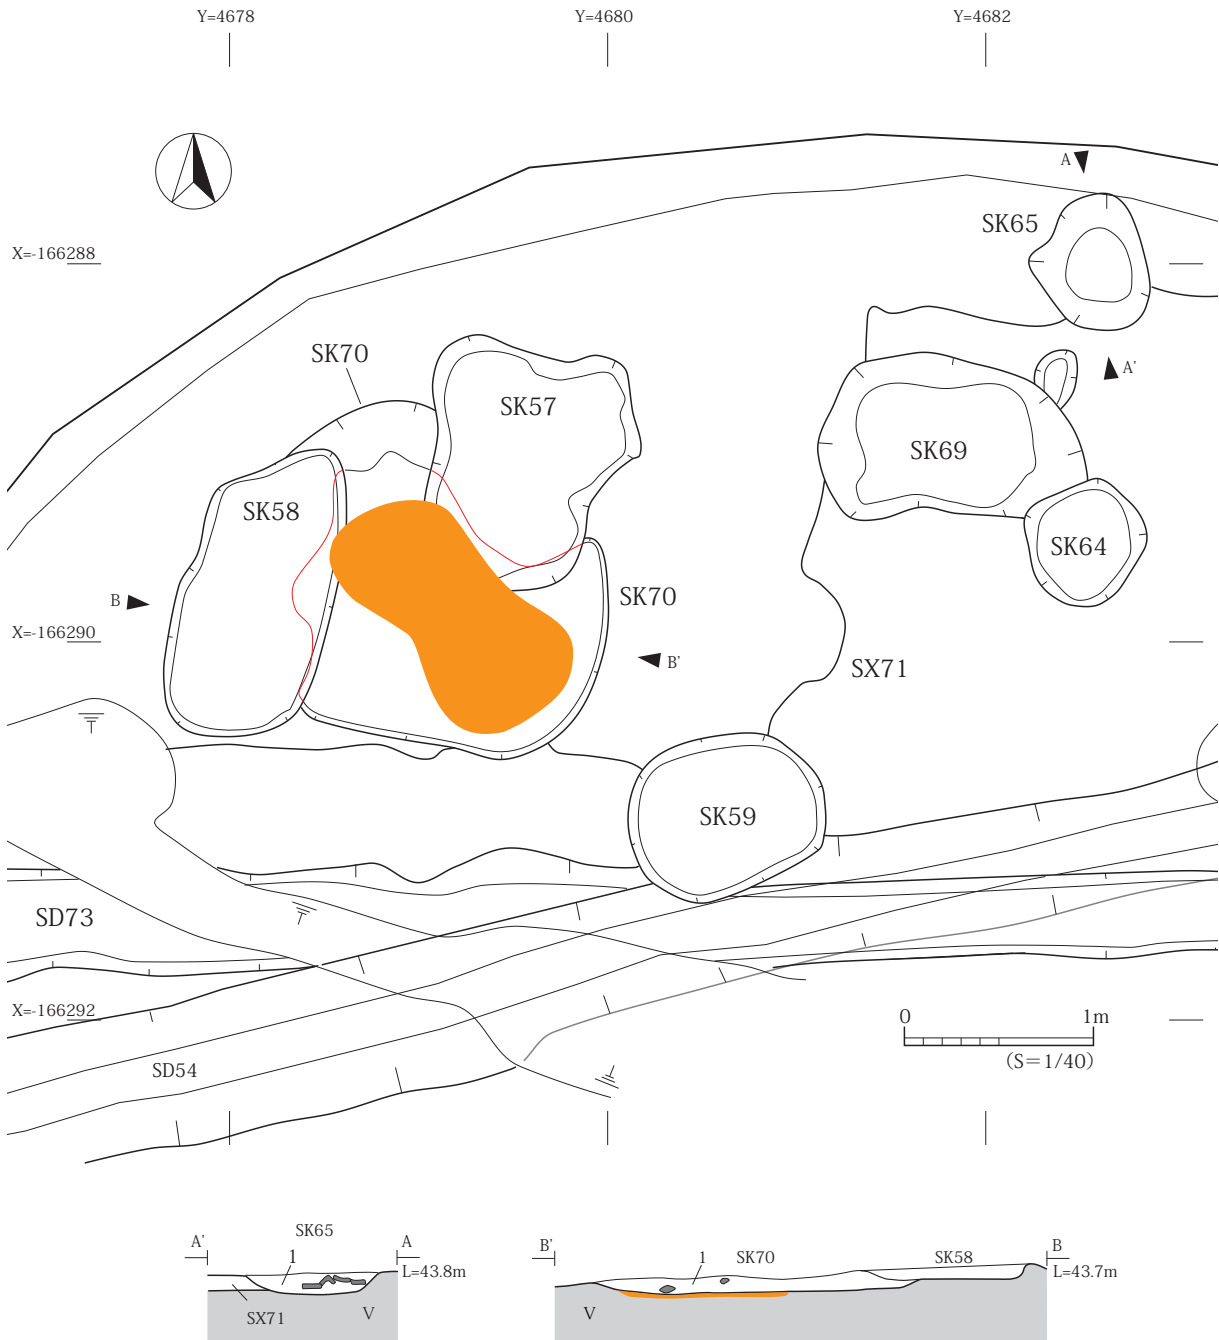 Y=4678 Y=4680 Y=4682
A
SK65
X=-166288
SK70
A'
SK57
SK69
SK58
SK64
B
SK70
X=-166290
B'
SX71
SK59
SD73
X=-166292
0 1m
(S=1/40)
SD54
SK65
A' A
1
L=43.8m
SX71
V
B' B
1 SK70 SK58
L=43.7m
V